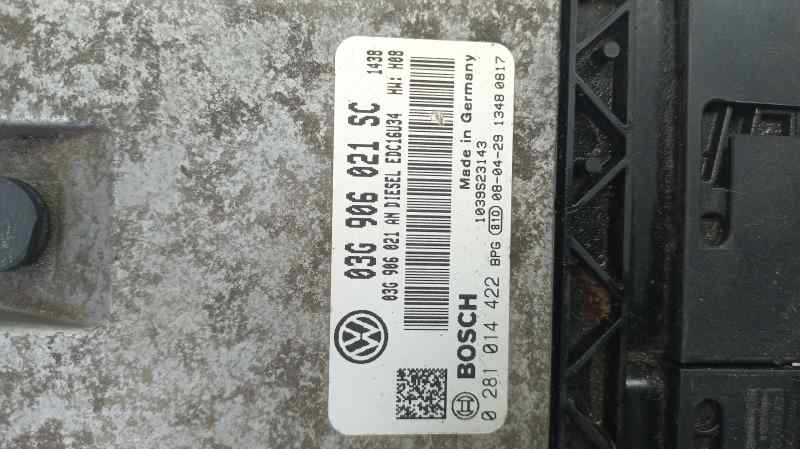 03G 906 021 SC 1438
03G 906 021 AN DIESEL EDC16U34 HW: H08
Made in Germany
1039S23143
BPG 81D 08-04-29 1348 0817
BOSCH
0 281 014 422